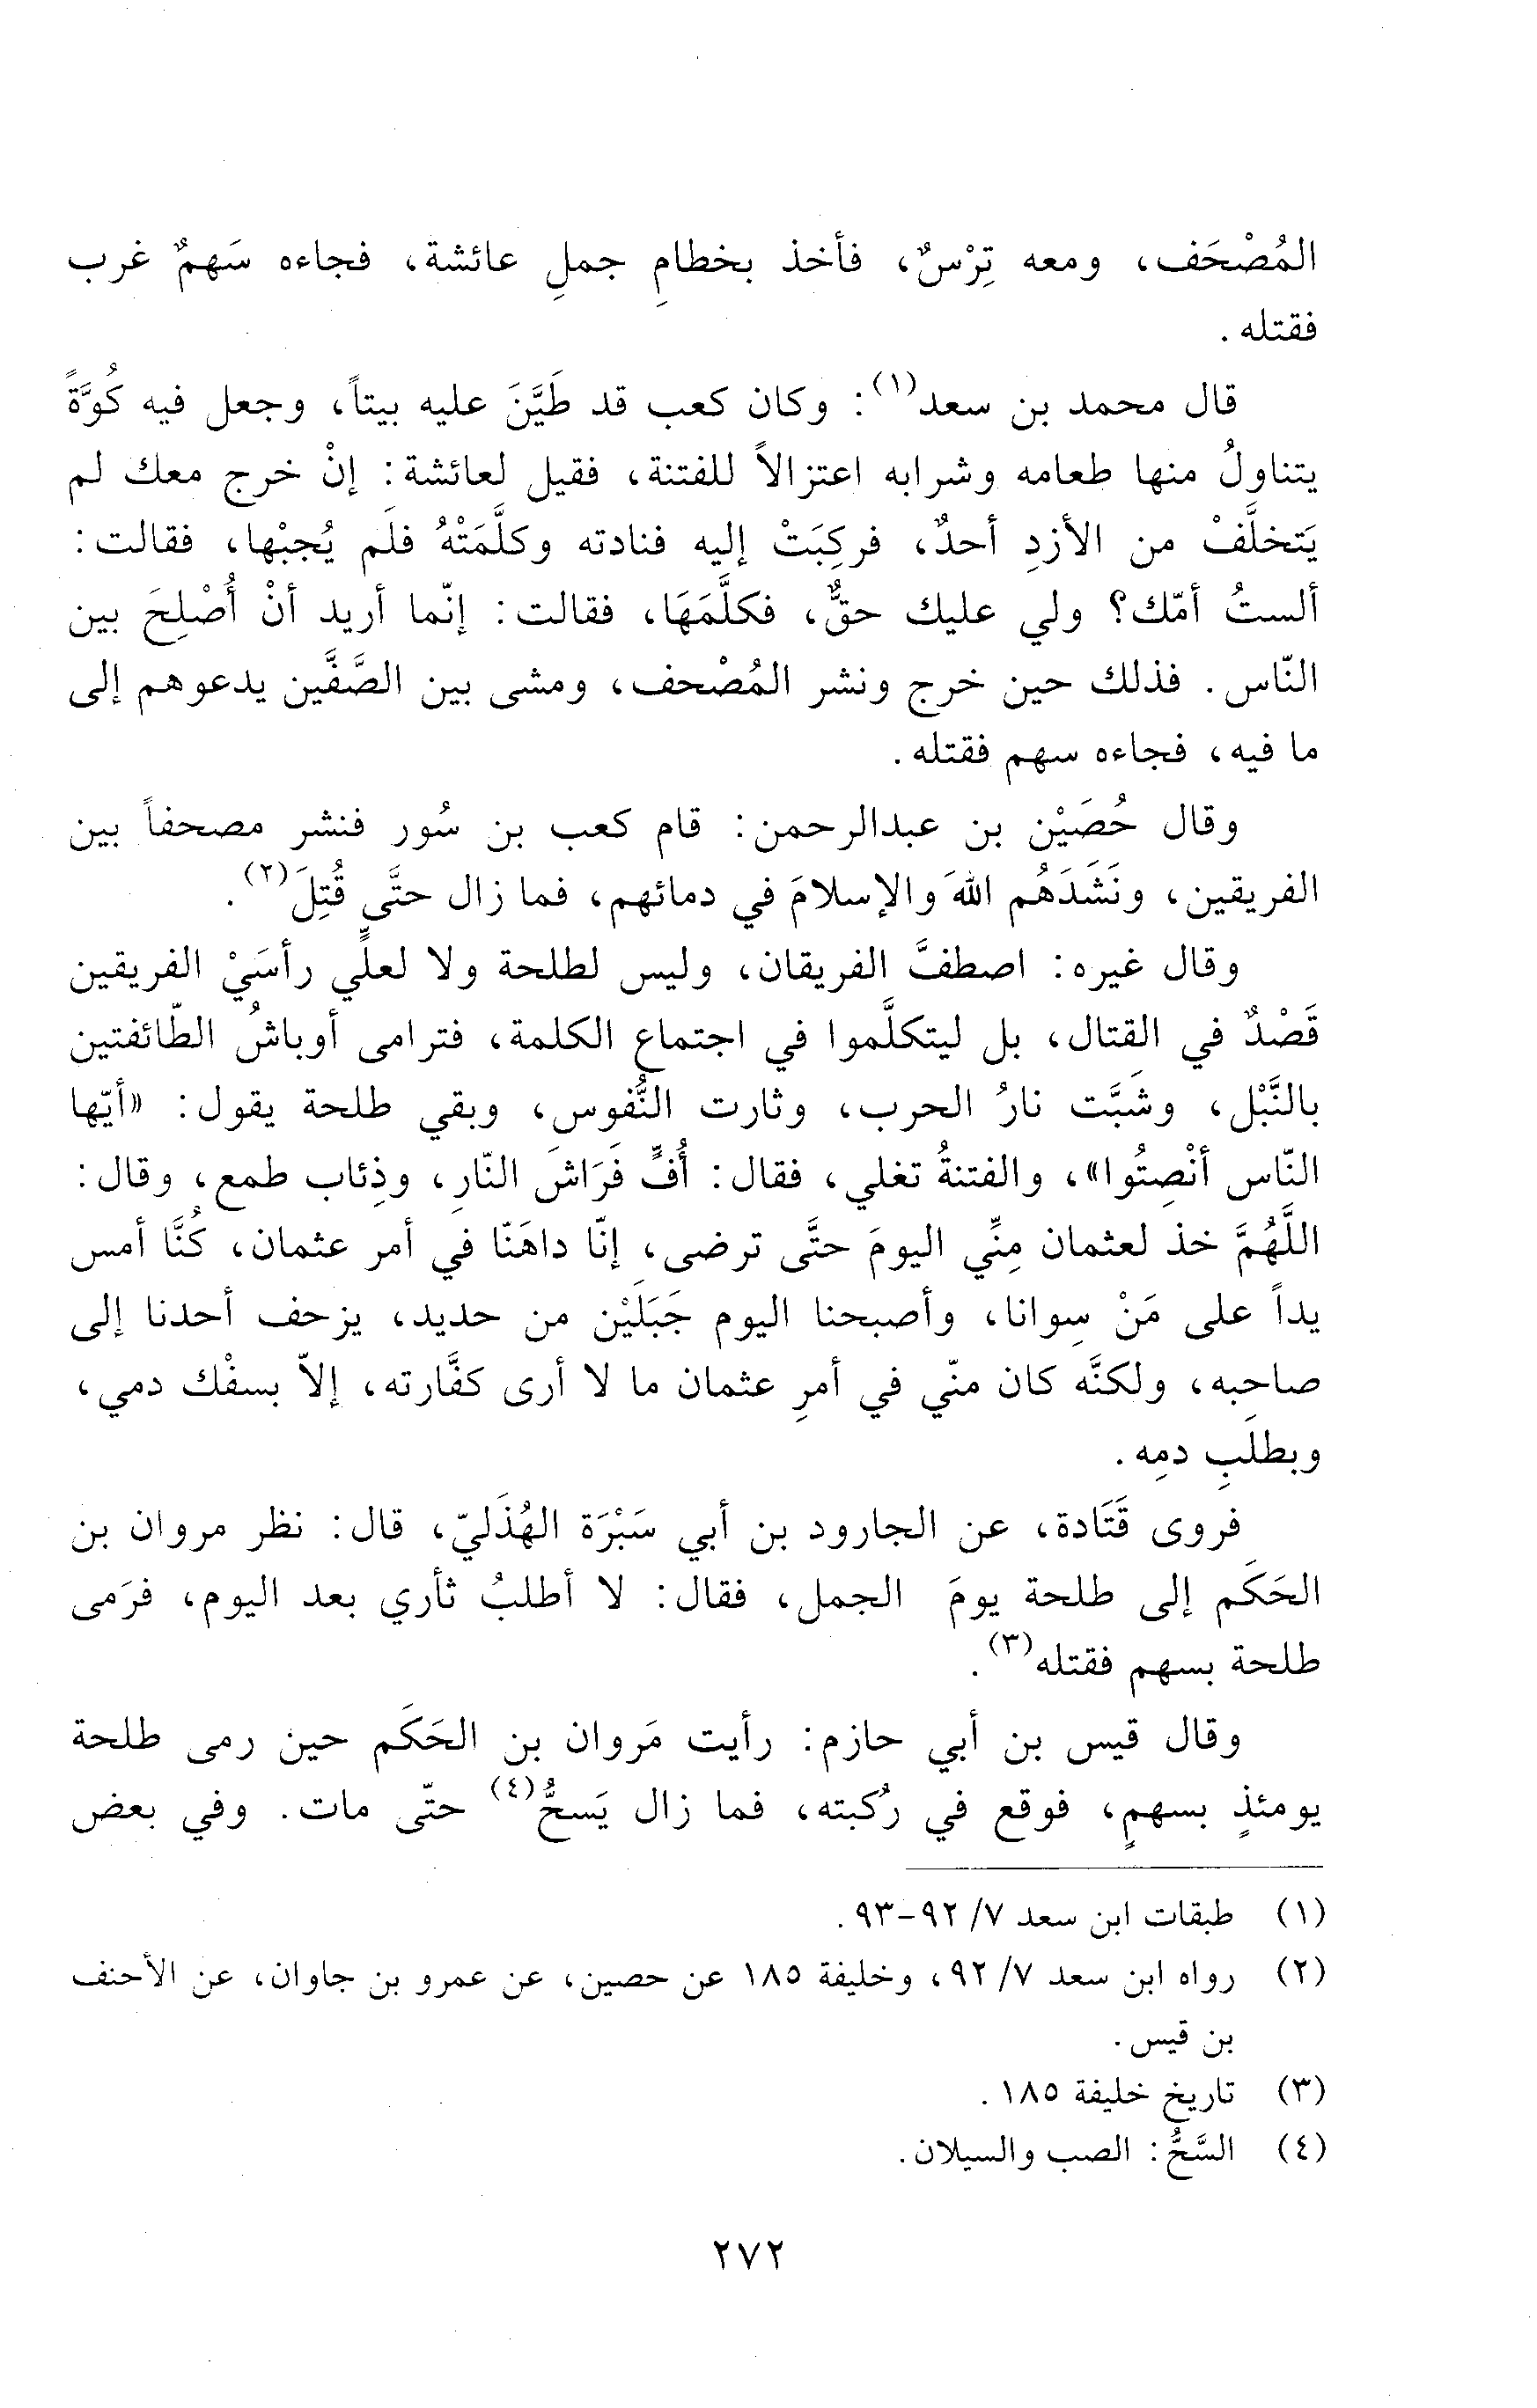 المُصْحَف، ومعه تِرْسٌ، فأخذ بخطامِ جملِ عائشة، فجاءه سَهمٌ غرب
فقتله.
قال محمد بن سعد(١): وكان كعب قد طَيَّنَ عليه بيتاً، وجعل فيه كُوَّةً
يتناولُ منها طعامه وشرابه اعتزالاً للفتنة، فقيل لعائشة: إنْ خرج معك لم
يَتخلَّفْ من الأزدِ أحدٌ، فركِبَتْ إليه فنادته وكلَّمَتْهُ فلَم يُجبْها، فقالت:
ألستُ أمّك؟ ولي عليك حقٌّ، فكلَّمَهَا، فقالت: إنّما أريد أنْ أُصْلِحَ بين
النّاس. فذلك حين خرج ونشر المُصْحف، ومشى بين الصَّفَّين يدعوهم إلى
ما فيه، فجاءه سهم فقتله.
وقال حُصَيْن بن عبدالرحمن: قام كعب بن سُور فنشر مصحفاً بين
الفريقين، ونَشَدَهُم اللهَ والإسلامَ في دمائهم، فما زال حتَّى قُتِلَ(٢).
وقال غيره: اصطفَّ الفريقان، وليس لطلحة ولا لعليٍّ رأسَيْ الفريقين
قَصْدٌ في القتال، بل ليتكلَّموا في اجتماع الكلمة، فترامى أوباشُ الطّائفتين
بالنَّبْل، وشَبَّت نارُ الحرب، وثارت النُّفوس، وبقي طلحة يقول: «أيّها
النّاس أنْصِتُوا»، والفتنةُ تغلي، فقال: أُفٍّ فَرَاشَ النّارِ، وذِئاب طمع، وقال:
اللَّهُمَّ خذ لعثمان مِنِّي اليومَ حتَّى ترضى، إنّا داهَنّا في أمر عثمان، كُنَّا أمس
يداً على مَنْ سِوانا، وأصبحنا اليوم جَبَلَيْن من حديد، يزحف أحدنا إلى
صاحبِه، ولكنَّه كان منّي في أمرِ عثمان ما لا أرى كفَّارته، إلاّ بسفْك دمي،
وبطلَبِ دمِه.
فروى قَتَادة، عن الجارود بن أبي سَبْرَة الهُذَليّ، قال: نظر مروان بن
الحَكَم إلى طلحة يومَ الجمل، فقال: لا أطلبُ ثأري بعد اليوم، فرَمى
طلحة بسهم فقتله(٣).
وقال قيس بن أبي حازم: رأيت مَروان بن الحَكَم حين رمى طلحة
يومئذٍ بسهمٍ، فوقع في رُكبته، فما زال يَسحُّ(٤) حتّى مات. وفي بعض
(١) طبقات ابن سعد ٧/ ٩٢-٩٣.
(٢) رواه ابن سعد ٧/ ٩٢، وخليفة ١٨٥ عن حصين، عن عمرو بن جاوان، عن الأحنف
بن قيس.
(٣) تاريخ خليفة ١٨٥.
(٤) السَّحُّ: الصب والسيلان.
٢٧٢